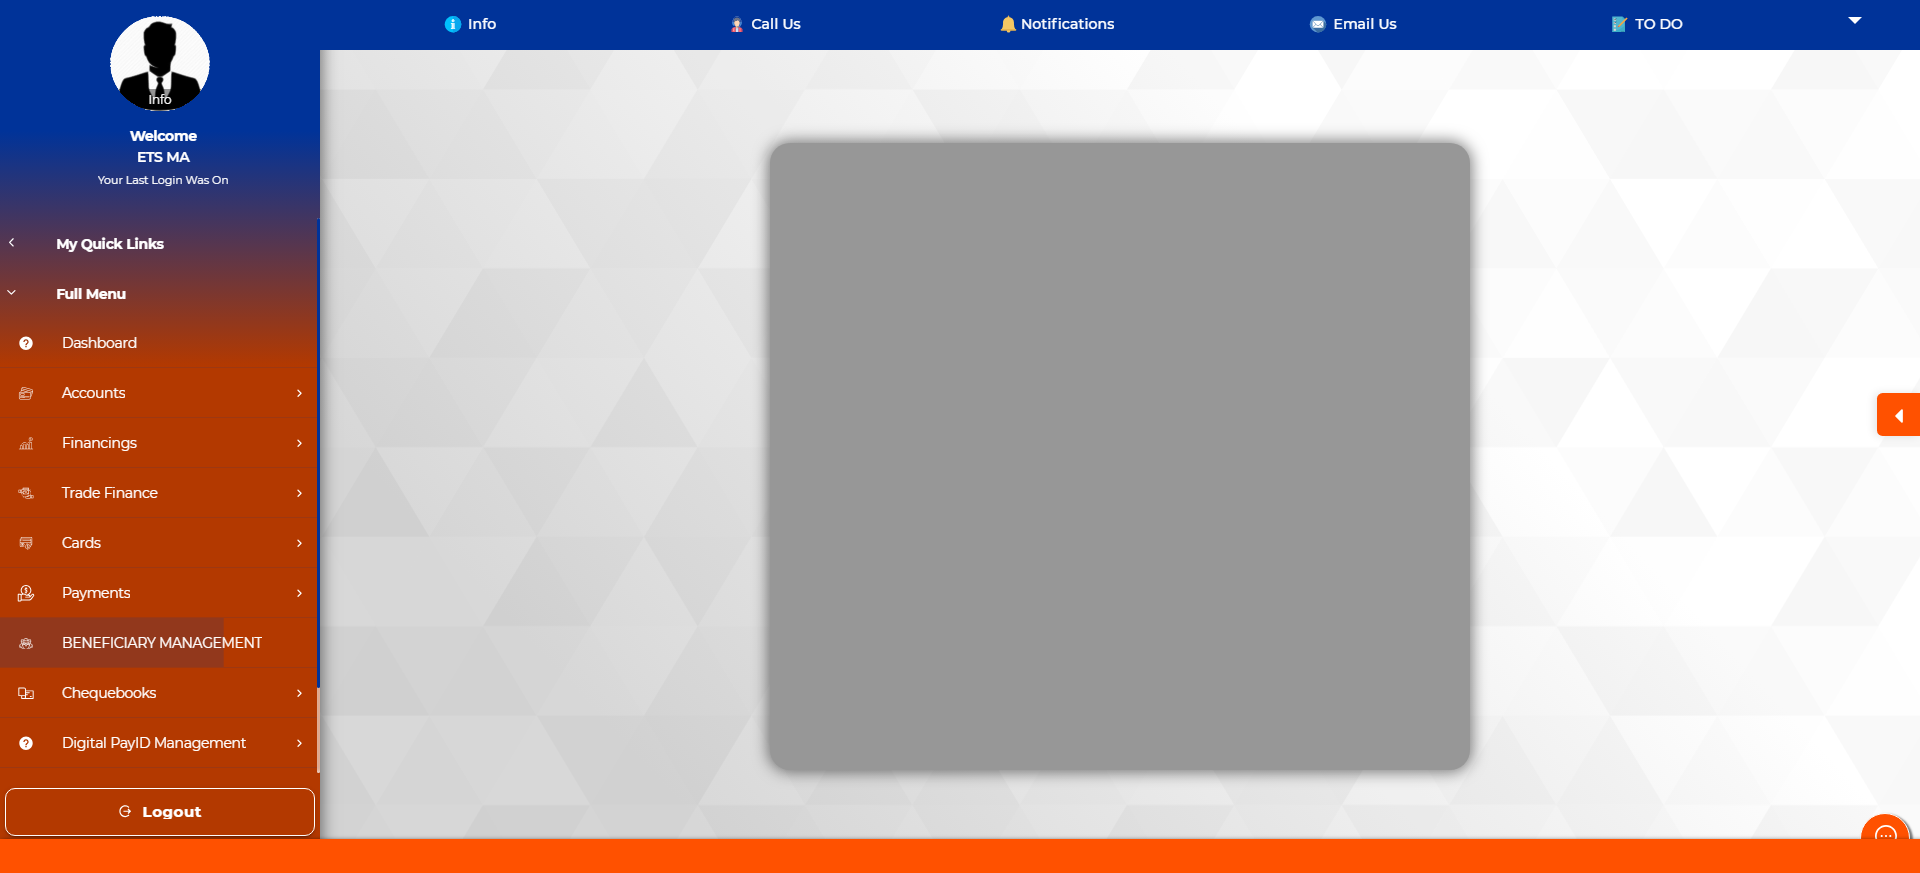 Info
Call Us
Notifications
Email Us
TO DO
Info
Welcome
ETS MA
Your Last Login Was On
My Quick Links
Full Menu
Dashboard
Accounts
Financings
Trade Finance
Cards
Payments
BENEFICIARY MANAGEMENT
Chequebooks
Digital PayID Management
Logout